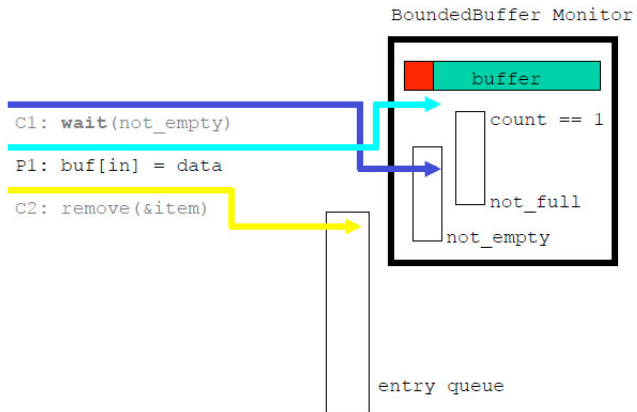 BoundedBuffer Monitor
buffer
C1: wait(not_empty)
count == 1
P1: buf[in] = data
C2: remove(&item)
not_full
not_empty
entry queue